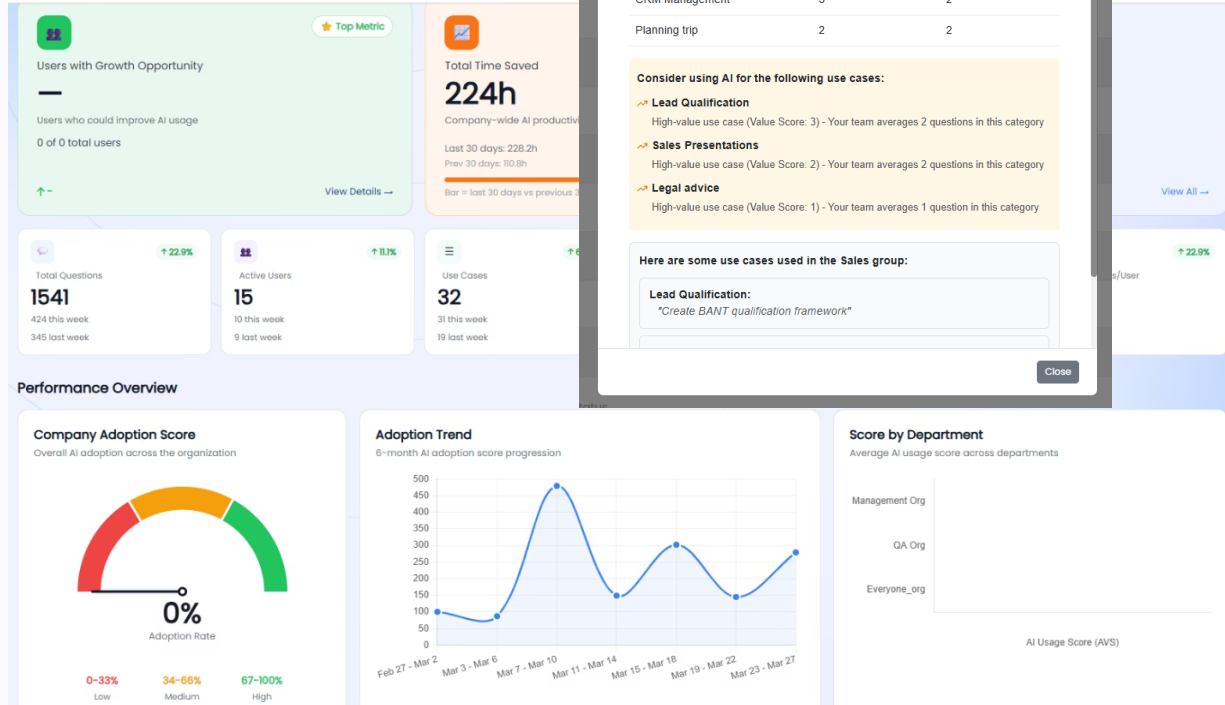 Top Metric
Users with Growth Opportunity
—
Users who could improve AI usage
0 of 0 total users
↑ -
View Details →
Total Time Saved
224h
Company-wide AI
Last 30 days: 228.2h
Prev 30 days: 110.8h
Bar = last 30 days vs previous
Planning trip 2 2
Consider using AI for the following use cases:
Lead Qualification
High-value use case (Value Score: 3) - Your team averages 2 questions in this category
Sales Presentations
High-value use case (Value Score: 2) - Your team averages 2 questions in this category
Legal advice
High-value use case (Value Score: 1) - Your team averages 1 question in this category
Here are some use cases used in the Sales group:
Lead Qualification:
"Create BANT qualification framework"
Close
View All →
↑ 22.9%
Total Questions
1541
424 this week
345 last week
↑ 11.1%
Active Users
15
10 this week
9 last week
Use Cases
32
31 this week
19 last week
↑ 22.9%
/User
Performance Overview
Company Adoption Score
Overall AI adoption across the organization
0%
Adoption Rate
0-33%
Low
34-66%
Medium
67-100%
High
Adoption Trend
6-month AI adoption score progression
500
450
400
350
300
250
200
150
100
50
0
Feb 27 - Mar 2
Mar 3 - Mar 6
Mar 7 - Mar 10
Mar 11 - Mar 14
Mar 15 - Mar 18
Mar 19 - Mar 22
Mar 23 - Mar 27
Score by Department
Average AI usage score across departments
Management Org
QA Org
Everyone_org
AI Usage Score (AVS)